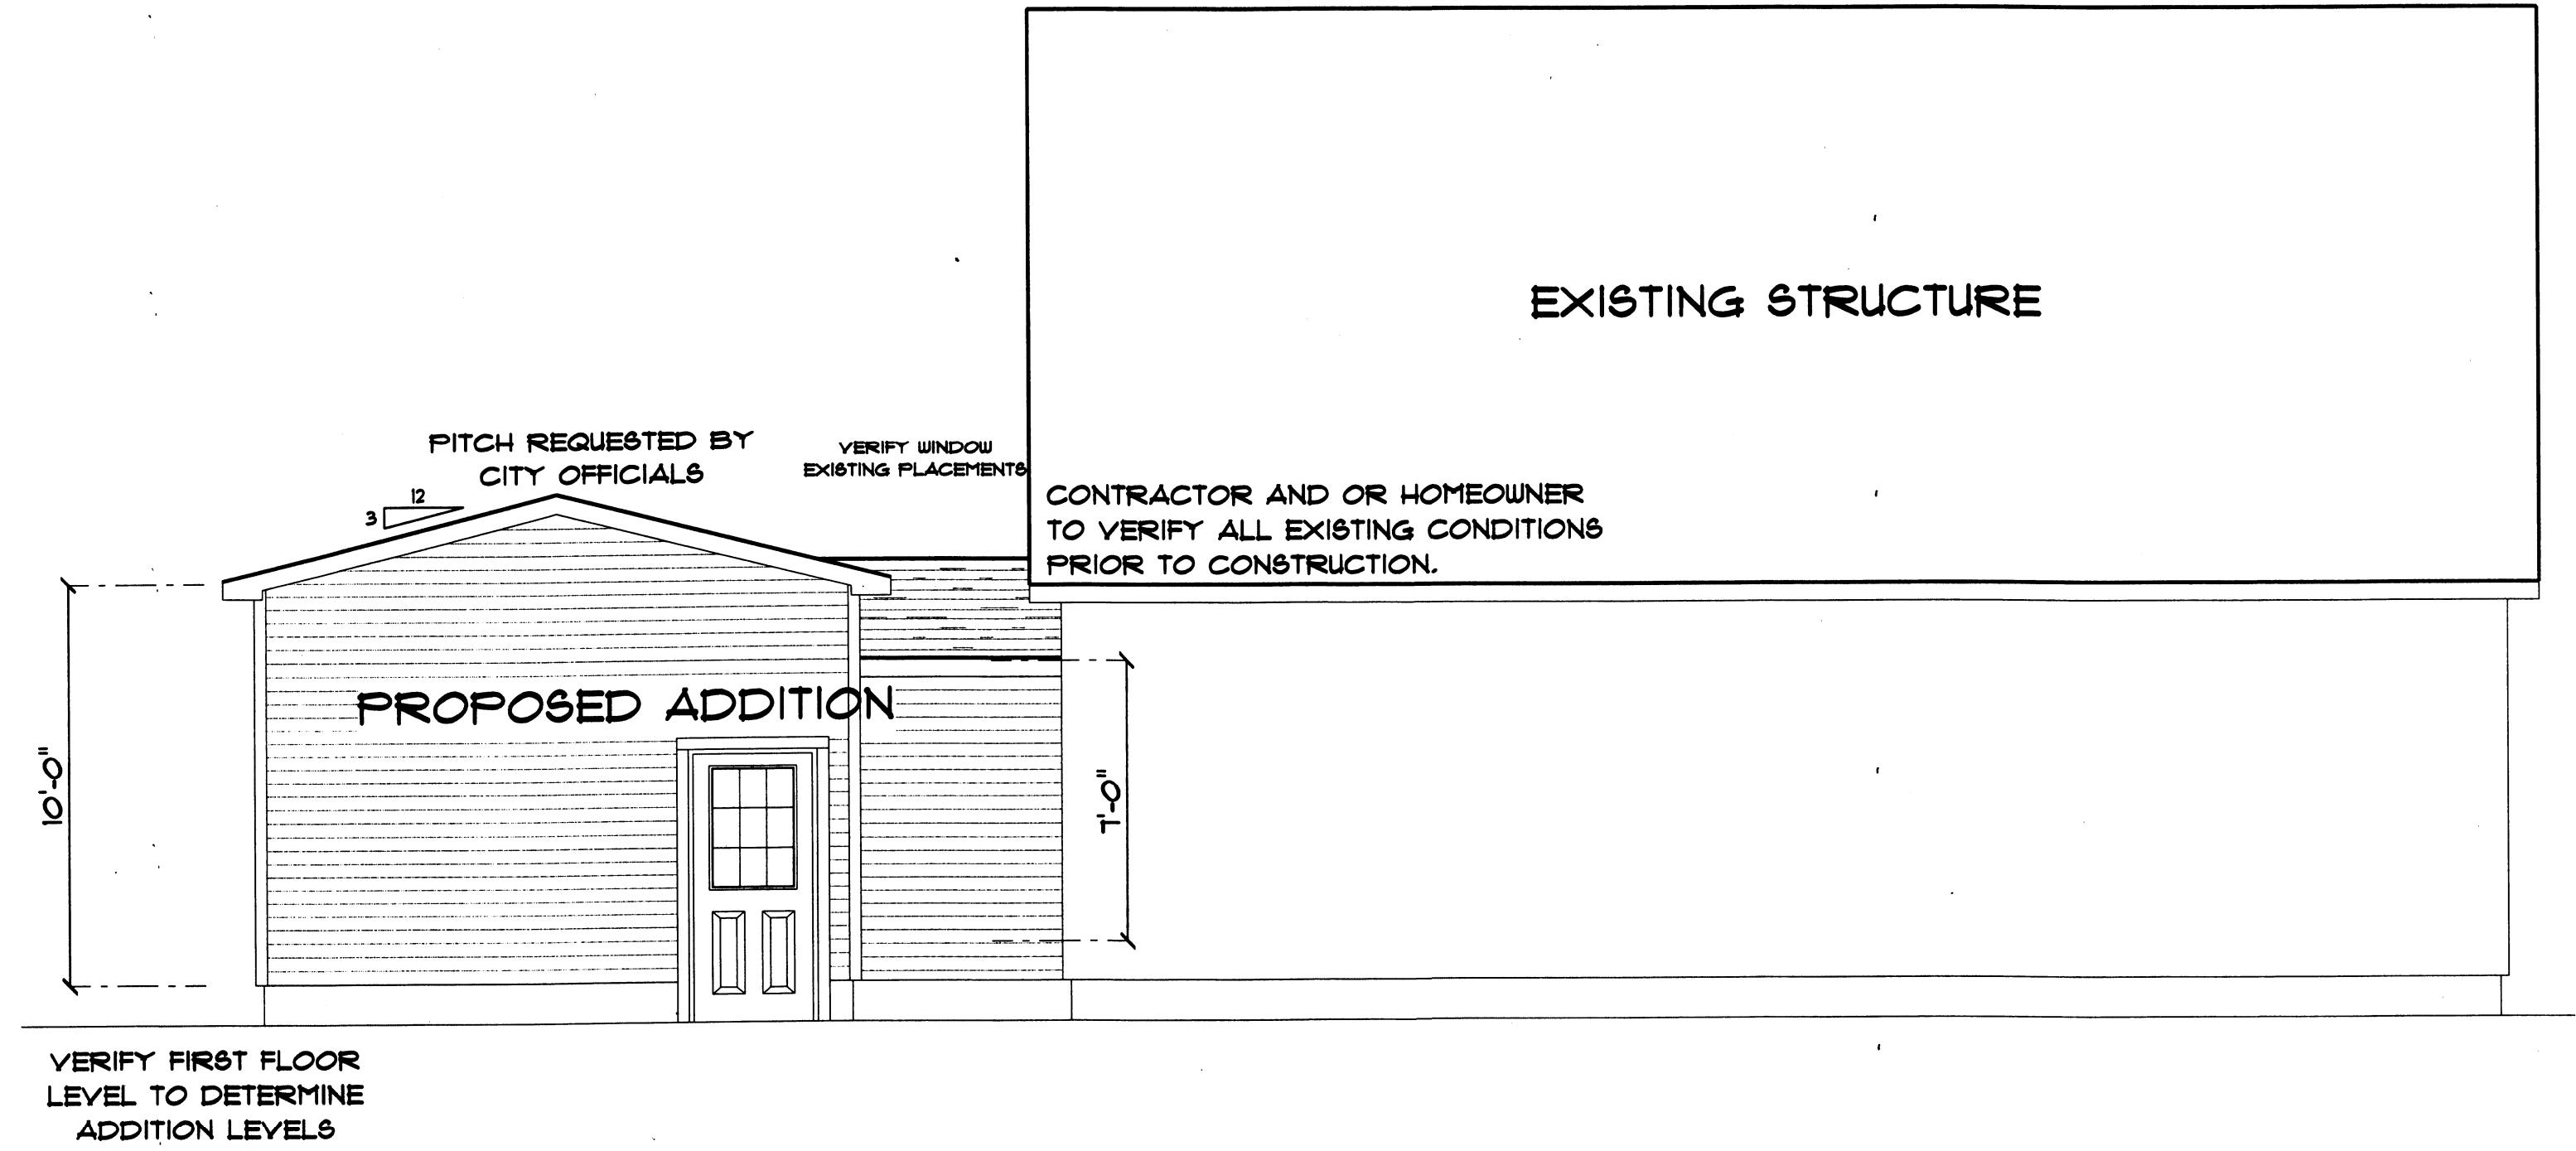 EXISTING STRUCTURE
PITCH REQUESTED BY
CITY OFFICIALS
VERIFY WINDOW
EXISTING PLACEMENTS
12
3
CONTRACTOR AND OR HOMEOWNER
TO VERIFY ALL EXISTING CONDITIONS
PRIOR TO CONSTRUCTION.
PROPOSED ADDITION
10'-0"
7'-0"
VERIFY FIRST FLOOR
LEVEL TO DETERMINE
ADDITION LEVELS